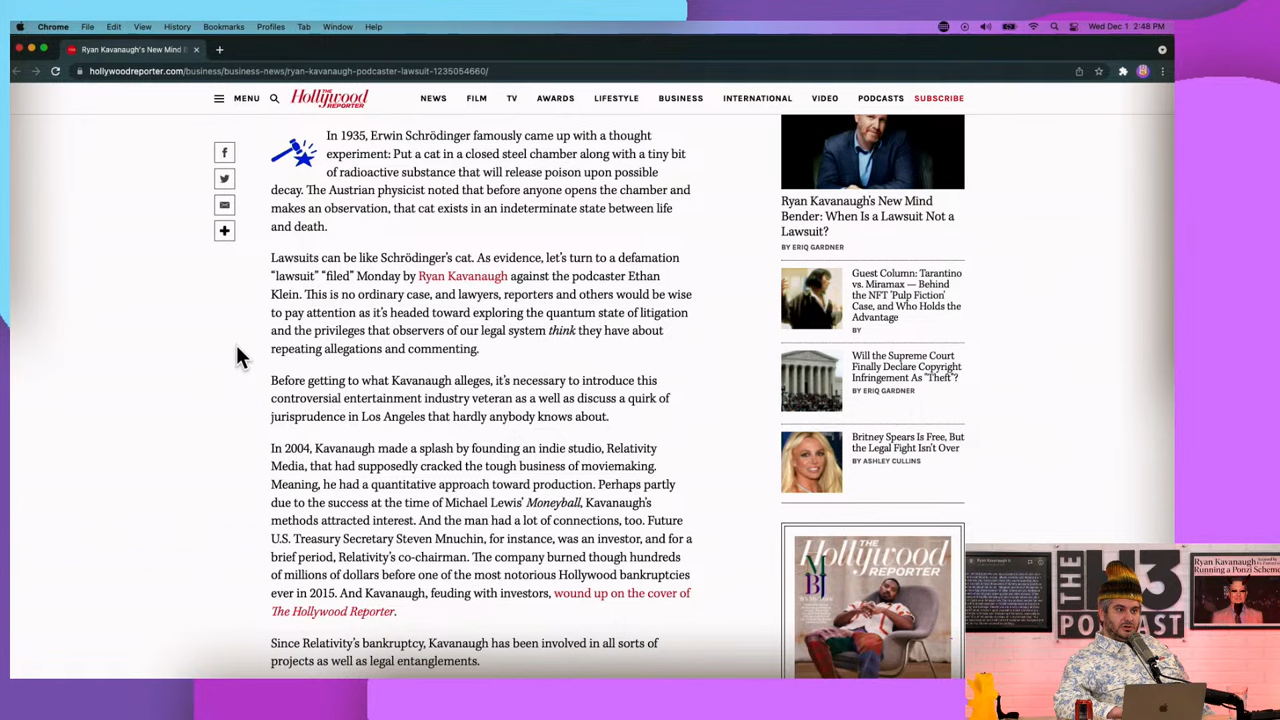 Chrome File Edit View History Bookmarks Profiles Tab Window Help
Wed Dec 1 2:48 PM
Ryan Kavanaugh's New Mind B
hollywoodreporter.com/business/business-news/ryan-kavanaugh-podcaster-lawsuit-1235054660/
MENU
THE Hollywood REPORTER
NEWS FILM TV AWARDS LIFESTYLE BUSINESS INTERNATIONAL VIDEO PODCASTS SUBSCRIBE
In 1935, Erwin Schrödinger famously came up with a thought
experiment: Put a cat in a closed steel chamber along with a tiny bit
of radioactive substance that will release poison upon possible
decay. The Austrian physicist noted that before anyone opens the chamber and
makes an observation, that cat exists in an indeterminate state between life
and death.
Lawsuits can be like Schrödinger's cat. As evidence, let's turn to a defamation
“lawsuit” “filed” Monday by Ryan Kavanaugh against the podcaster Ethan
Klein. This is no ordinary case, and lawyers, reporters and others would be wise
to pay attention as it's headed toward exploring the quantum state of litigation
and the privileges that observers of our legal system think they have about
repeating allegations and commenting.
Before getting to what Kavanaugh alleges, it's necessary to introduce this
controversial entertainment industry veteran as a well as discuss a quirk of
jurisprudence in Los Angeles that hardly anybody knows about.
In 2004, Kavanaugh made a splash by founding an indie studio, Relativity
Media, that had supposedly cracked the tough business of moviemaking.
Meaning, he had a quantitative approach toward production. Perhaps partly
due to the success at the time of Michael Lewis' Moneyball, Kavanaugh's
methods attracted interest. And the man had a lot of connections, too. Future
U.S. Treasury Secretary Steven Mnuchin, for instance, was an investor, and for a
brief period, Relativity's co-chairman. The company burned though hundreds
of millions of dollars before one of the most notorious Hollywood bankruptcies
ever in 2015. And Kavanaugh, feuding with investors, wound up on the cover of
The Hollywood Reporter.
Since Relativity's bankruptcy, Kavanaugh has been involved in all sorts of
projects as well as legal entanglements.
Ryan Kavanaugh's New Mind
Bender: When Is a Lawsuit Not a
Lawsuit?
BY ERIQ GARDNER
Guest Column: Tarantino
vs. Miramax — Behind
the NFT 'Pulp Fiction'
Case, and Who Holds the
Advantage
BY
Will the Supreme Court
Finally Declare Copyright
Infringement As “Theft”?
BY ERIQ GARDNER
Britney Spears Is Free, But
the Legal Fight Isn't Over
BY ASHLEY CULLINS
THE Hollywood REPORTER
MBJ
THE H3 PODCAST
Ryan Kavanaugh
Running a Ponzi Scheme